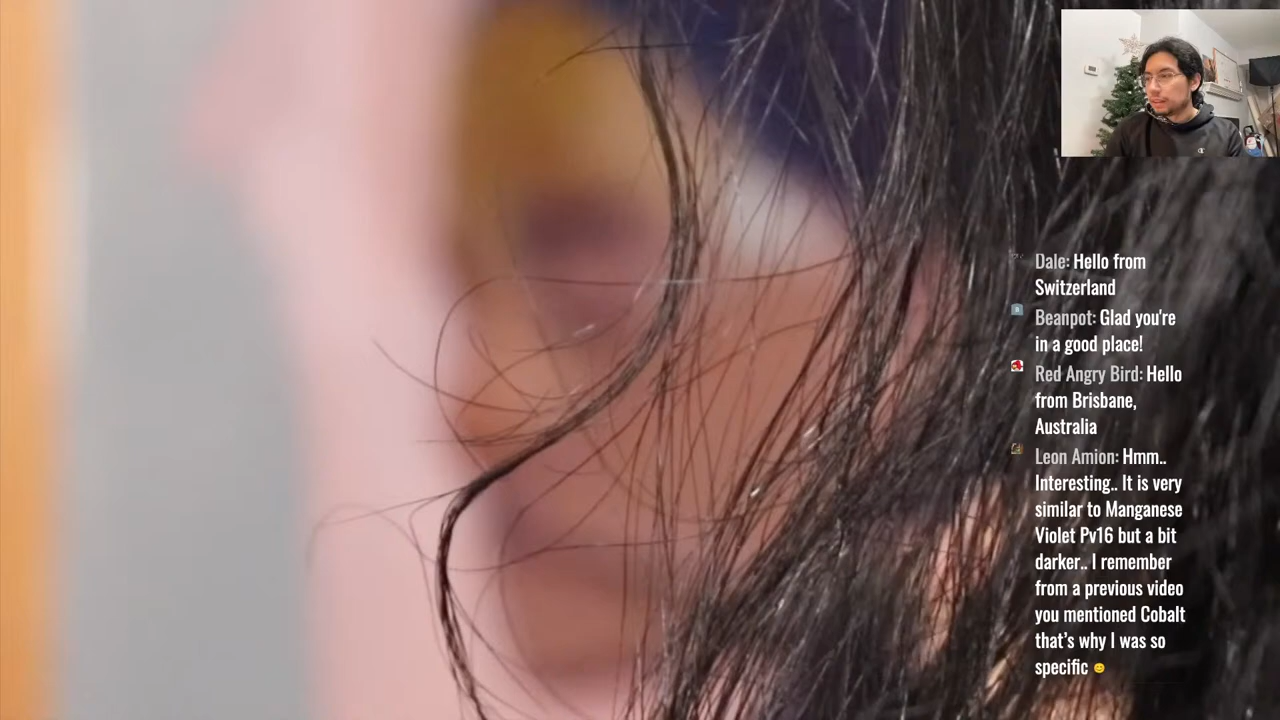 Dale: Hello from
Switzerland
Beanpot: Glad you're
in a good place!
Red Angry Bird: Hello
from Brisbane,
Australia
Leon Amion: Hmm..
Interesting.. It is very
similar to Manganese
Violet Pv16 but a bit
darker.. I remember
from a previous video
you mentioned Cobalt
that's why I was so
specific 😊